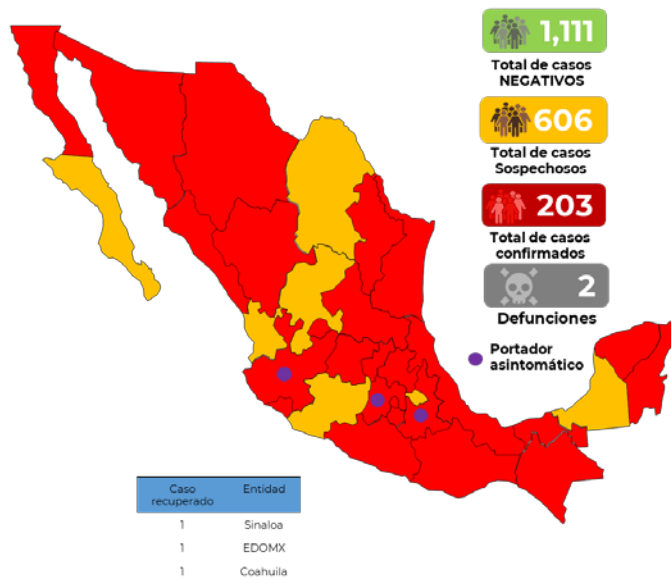 1,111
Total de casos
NEGATIVOS
606
Total de casos
Sospechosos
203
Total de casos
confirmados
2
Defunciones
Portador
asintomático
Caso recuperado Entidad
1 Sinaloa
1 EDOMX
1 Coahuila